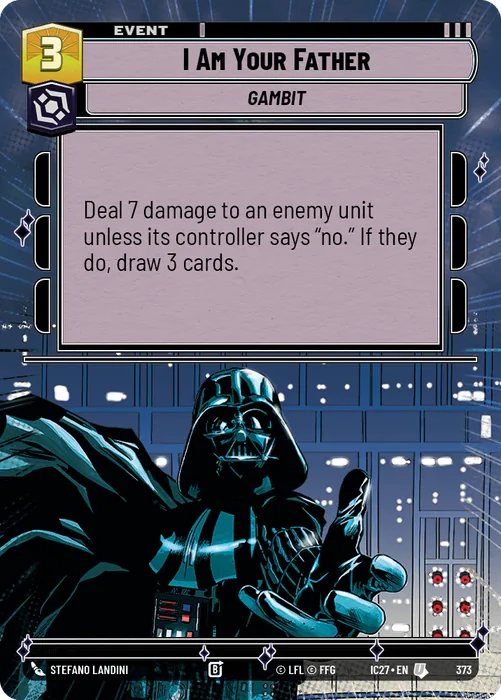 3
EVENT
I AM YOUR FATHER
GAMBIT
Deal 7 damage to an enemy unit
unless its controller says “no.” If they
do, draw 3 cards.
STEFANO LANDINI
© LFL © FFG
IC27 • EN
373